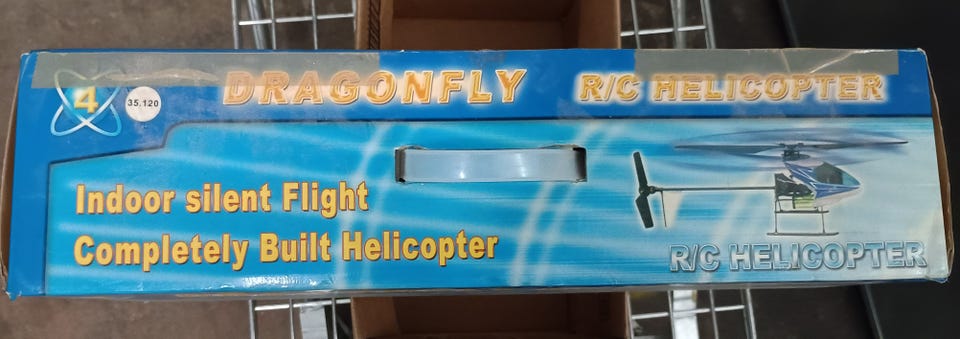 4 35.120 DRAGONFLY R/C HELICOPTER
Indoor silent Flight
Completely Built Helicopter
R/C HELICOPTER